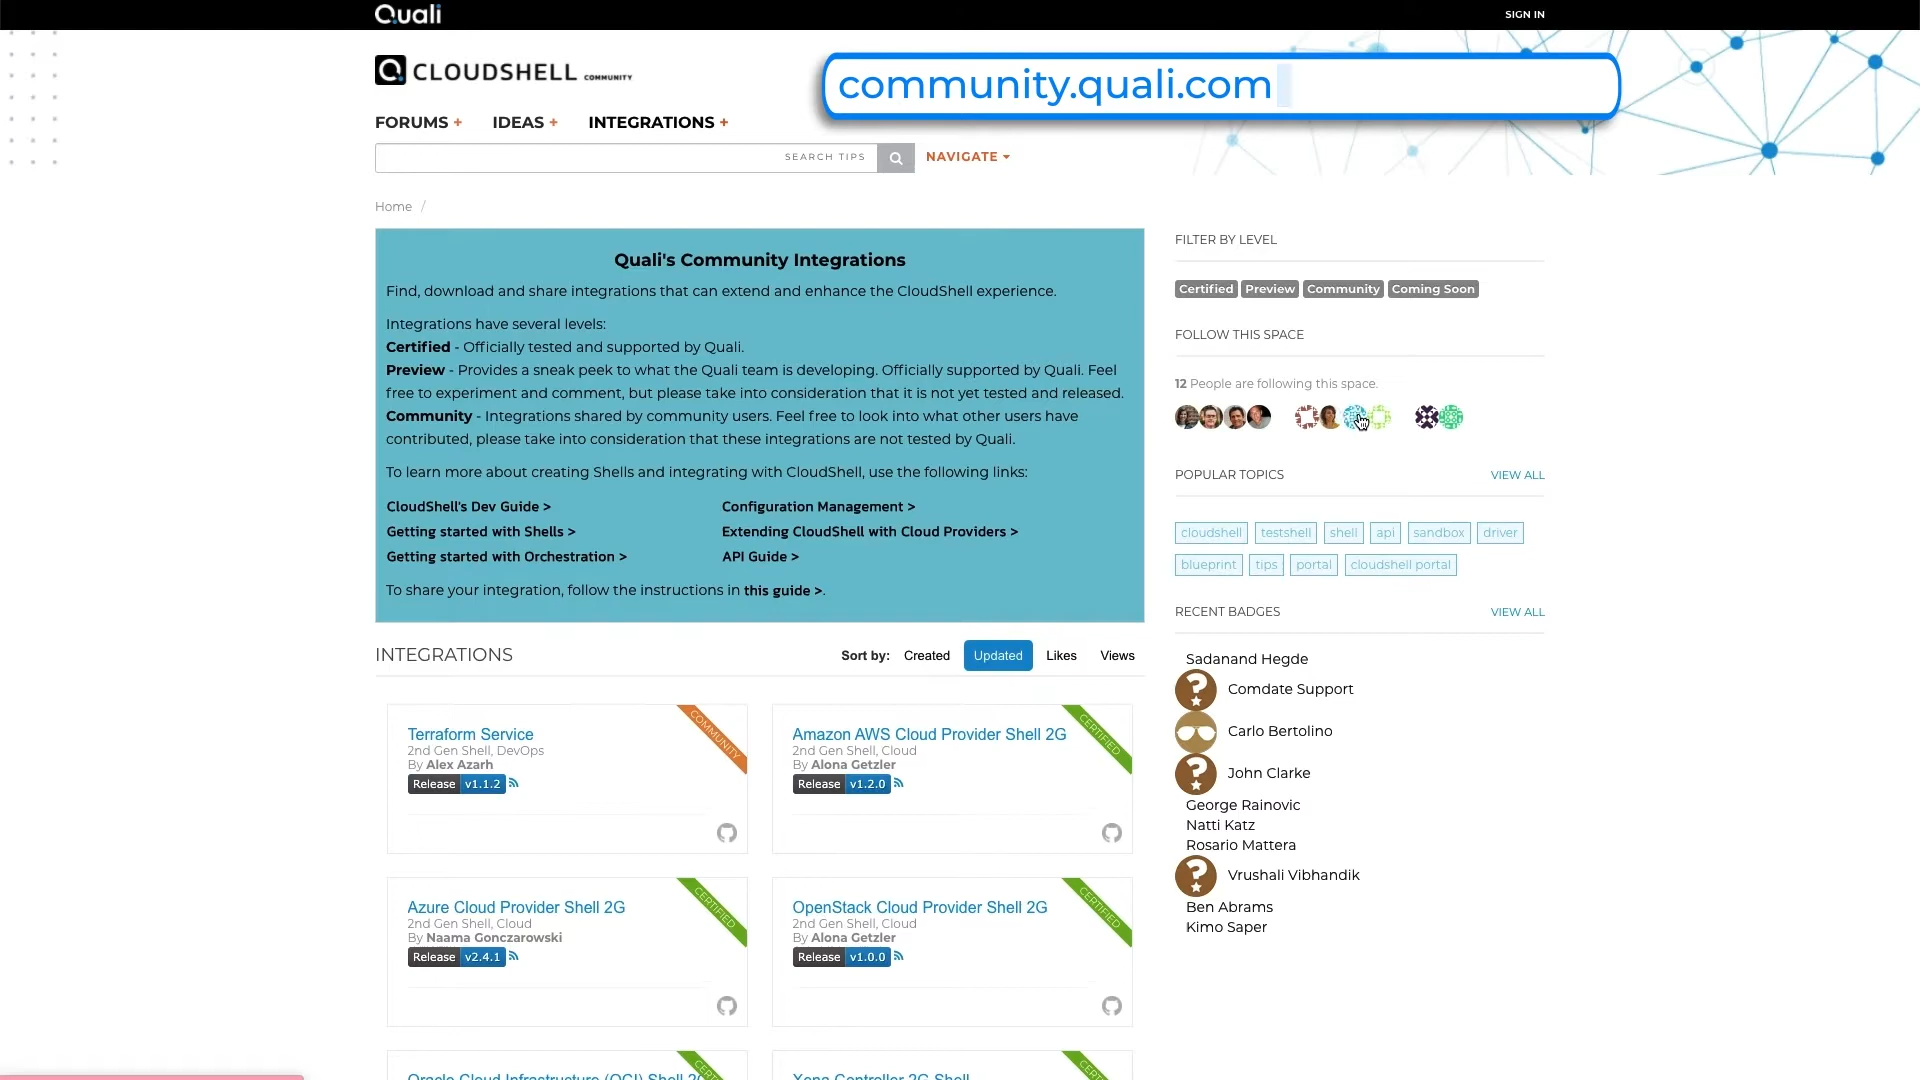 Quali
SIGN IN
CLOUDSHELL COMMUNITY
community.quali.com
FORUMS +
IDEAS +
INTEGRATIONS +
SEARCH TIPS
NAVIGATE
Home /
Quali's Community Integrations
Find, download and share integrations that can extend and enhance the CloudShell experience.
Integrations have several levels:
Certified - Officially tested and supported by Quali.
Preview - Provides a sneak peek to what the Quali team is developing. Officially supported by Quali. Feel
free to experiment and comment, but please take into consideration that it is not yet tested and released.
Community - Integrations shared by community users. Feel free to look into what other users have
contributed, please take into consideration that these integrations are not tested by Quali.
To learn more about creating Shells and integrating with CloudShell, use the following links:
CloudShell's Dev Guide >
Configuration Management >
Getting started with Shells >
Extending CloudShell with Cloud Providers >
Getting started with Orchestration >
API Guide >
To share your integration, follow the instructions in this guide >.
INTEGRATIONS
Sort by: Created Updated Likes Views
Terraform Service
2nd Gen Shell, DevOps
By Alex Azarh
Release v1.1.2
COMMUNITY
Amazon AWS Cloud Provider Shell 2G
2nd Gen Shell, Cloud
By Alona Getzler
Release v1.2.0
CERTIFIED
Azure Cloud Provider Shell 2G
2nd Gen Shell, Cloud
By Naama Gonczarowski
Release v2.4.1
CERTIFIED
OpenStack Cloud Provider Shell 2G
2nd Gen Shell, Cloud
By Alona Getzler
Release v1.0.0
CERTIFIED
Oracle Cloud Infrastructure (OCI) Shell
Xena Controller 2G Shell
FILTER BY LEVEL
Certified Preview Community Coming Soon
FOLLOW THIS SPACE
12 People are following this space.
POPULAR TOPICS
VIEW ALL
cloudshell testshell shell api sandbox driver
blueprint tips portal cloudshell portal
RECENT BADGES
VIEW ALL
Sadanand Hegde
Comdate Support
Carlo Bertolino
John Clarke
George Rainovic
Natti Katz
Rosario Mattera
Vrushali Vibhandik
Ben Abrams
Kimo Saper